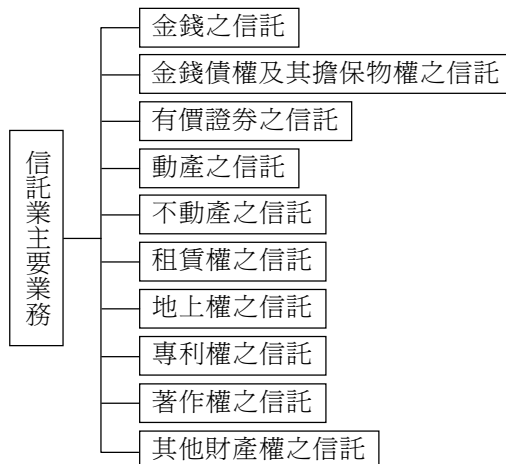 信託業主要業務
金錢之信託
金錢債權及其擔保物權之信託
有價證券之信託
動產之信託
不動產之信託
租賃權之信託
地上權之信託
專利權之信託
著作權之信託
其他財產權之信託